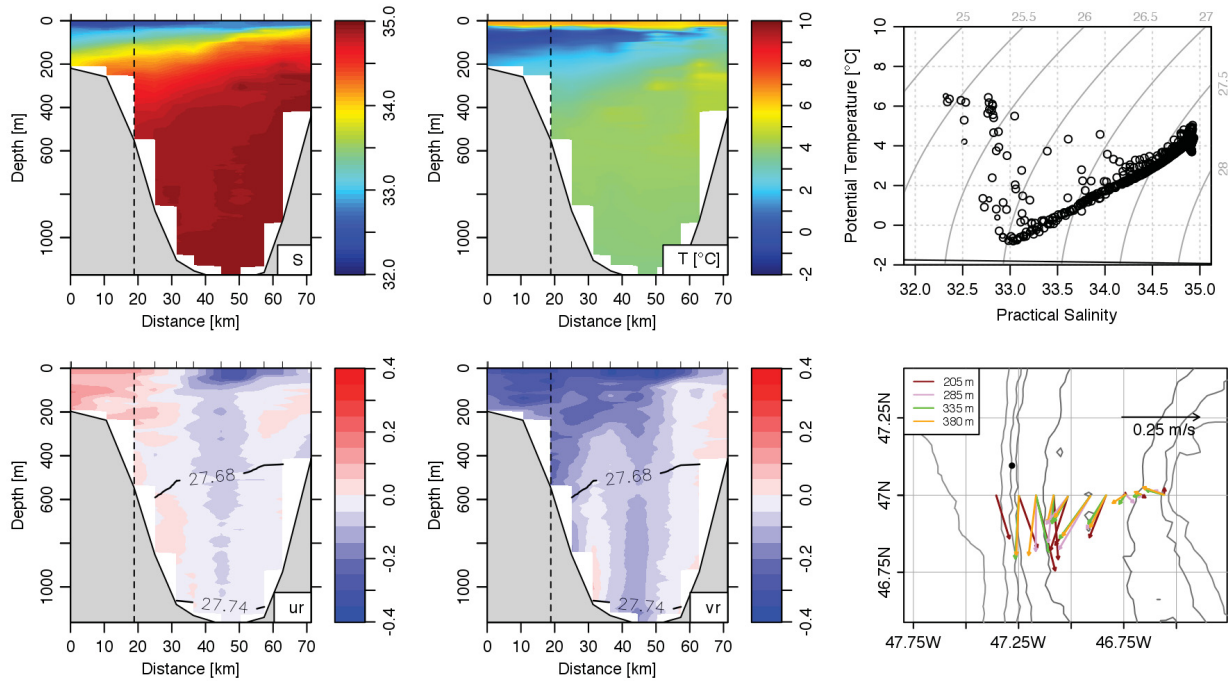 0
200
400
600
1000
Depth [m]
S
0 10 20 30 40 50 60 70
Distance [km]
35.0
34.0
33.0
32.0
0
200
400
600
1000
Depth [m]
T [°C]
0 10 20 30 40 50 60 70
Distance [km]
10
8
6
4
2
0
-2
25 25.5 26 26.5 27
27.5
28
10
8
6
4
2
0
-2
Potential Temperature [°C]
32.0 32.5 33.0 33.5 34.0 34.5 35.0
Practical Salinity
0
200
400
600
1000
Depth [m]
27.68
27.74
ur
0 10 20 30 40 50 60 70
Distance [km]
0.4
0.2
0.0
-0.2
-0.4
0
200
400
600
1000
Depth [m]
27.68
27.74
vr
0 10 20 30 40 50 60 70
Distance [km]
0.4
0.2
0.0
-0.2
-0.4
205 m
285 m
335 m
380 m
0.25 m/s
47.25N
47N
46.75N
47.75W 47.25W 46.75W